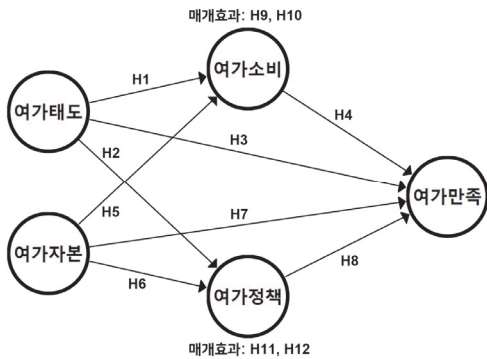 매개효과: H9, H10
여가소비
H1
여가태도
H4
H2
H3
여가만족
H5
H7
여가자본
H8
H6
여가정책
매개효과: H11, H12